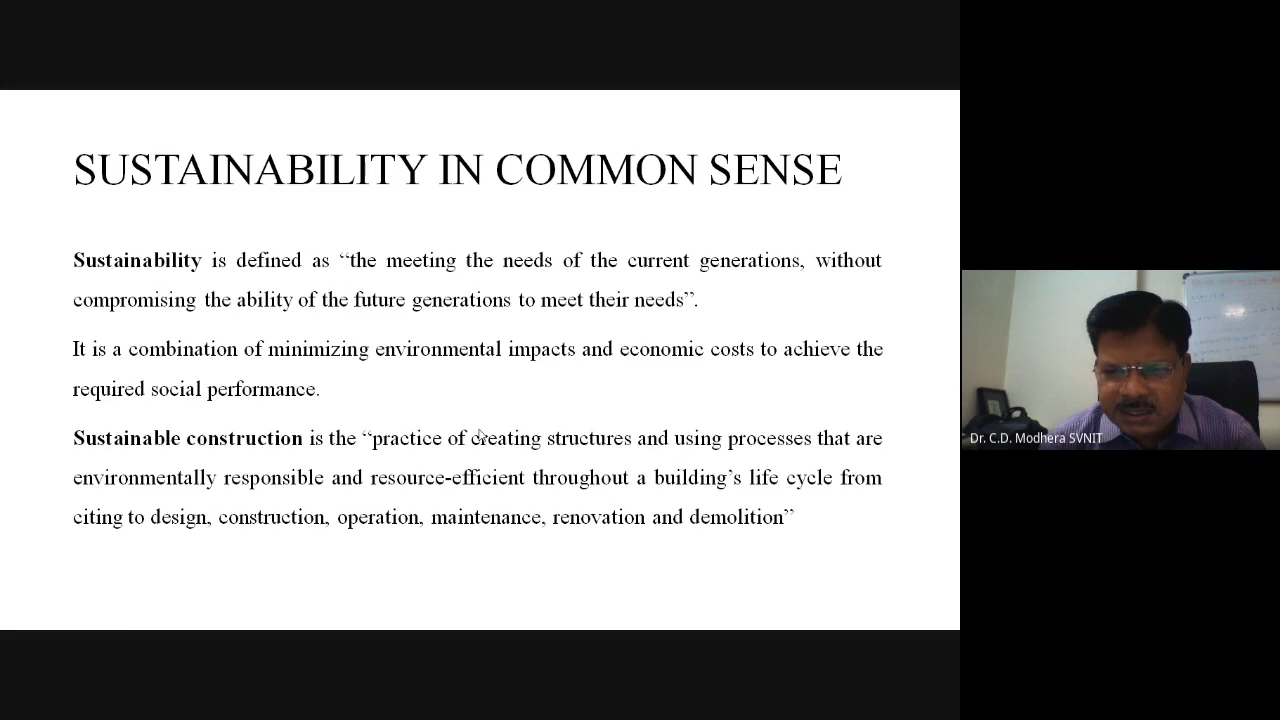 SUSTAINABILITY IN COMMON SENSE
Sustainability is defined as “the meeting the needs of the current generations, without
compromising the ability of the future generations to meet their needs”.
It is a combination of minimizing environmental impacts and economic costs to achieve the
required social performance.
Sustainable construction is the “practice of creating structures and using processes that are
environmentally responsible and resource-efficient throughout a building’s life cycle from
citing to design, construction, operation, maintenance, renovation and demolition”
Dr. C.D. Modhera SVNIT